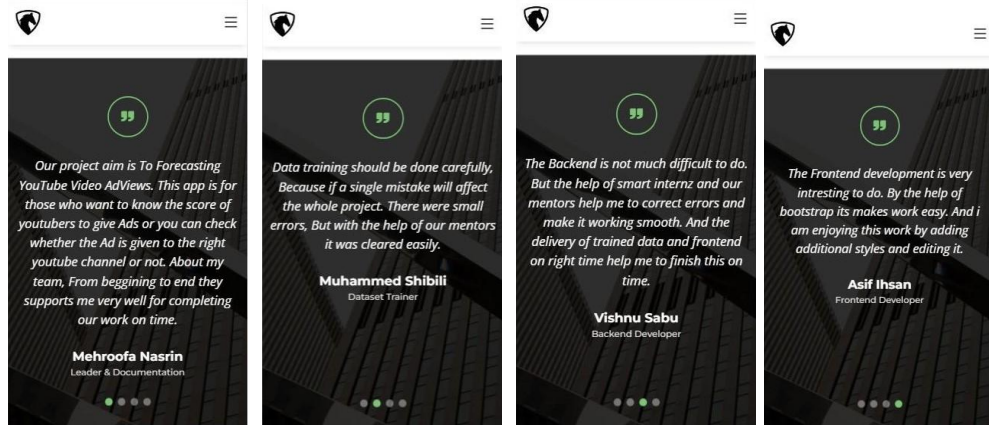 Our project aim is To Forecasting
YouTube Video AdViews. This app is for
those who want to know the score of
youtubers to give Ads or you can check
whether the Ad is given to the right
youtube channel or not. About my
team, From beggining to end they
supports me very well for completing
our work on time.
Mehroofa Nasrin
Leader & Documentation
Data training should be done carefully,
Because if a single mistake will affect
the whole project. There were small
errors, But with the help of our mentors
it was cleared easily.
Muhammed Shibili
Dataset Trainer
The Backend is not much difficult to do.
But the help of smart internz and our
mentors help me to correct errors and
make it working smooth. And the
delivery of trained data and frontend
on right time help me to finish this on
time.
Vishnu Sabu
Backend Developer
The Frontend development is very
intresting to do. By the help of
bootstrap its makes work easy. And i
am enjoying this work by adding
additional styles and editing it.
Asif Ihsan
Frontend Developer